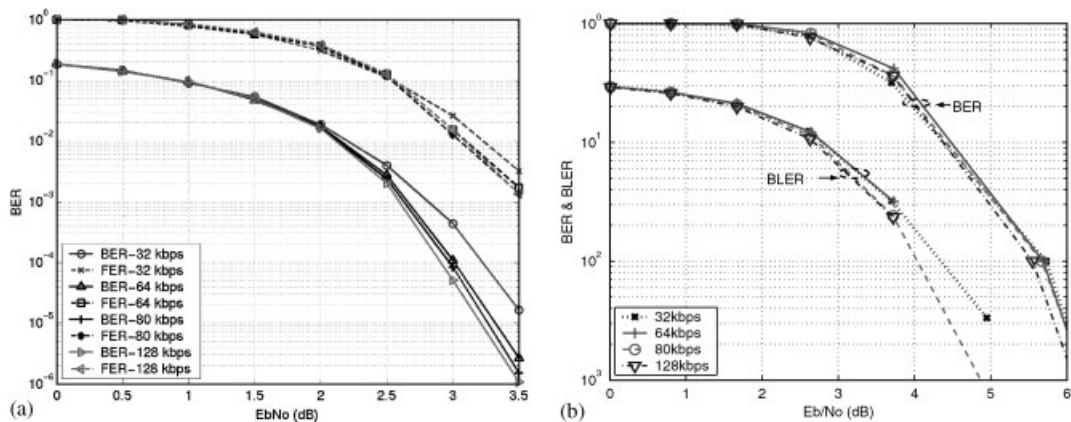 10^0
10^-1
10^-2
10^-3
10^-4
10^-5
10^-6
BER
BER-32 kbps
FER-32 kbps
BER-64 kbps
FER-64 kbps
BER-80 kbps
FER-80 kbps
BER-128 kbps
FER-128 kbps
0 0.5 1 1.5 2 2.5 3 3.5
EbNo (dB)
(a)
10^0
10^1
10^2
10^3
BER & BLER
BER
BLER
32kbps
64kbps
80kbps
128kbps
0 1 2 3 4 5 6
Eb/No (dB)
(b)